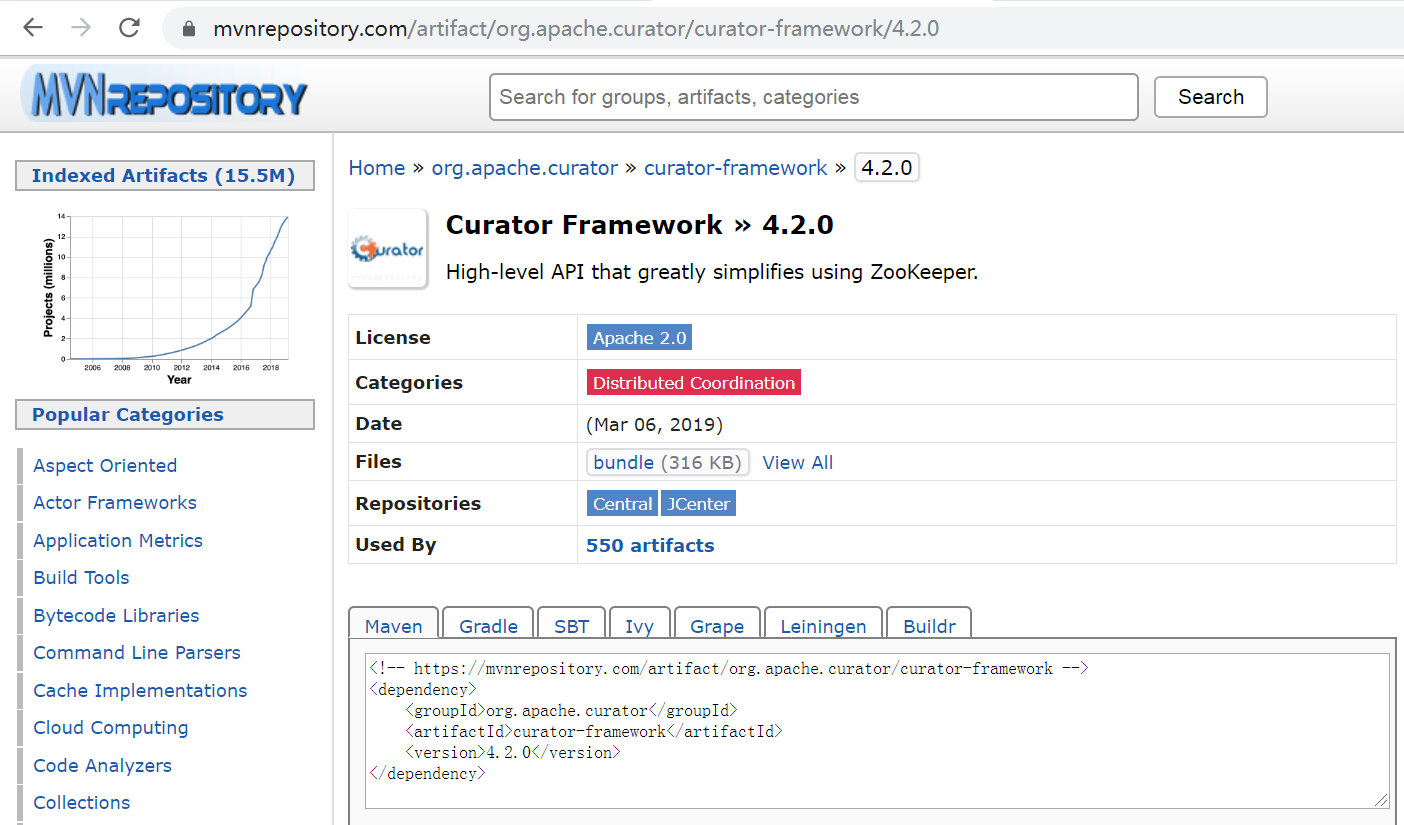 mvnrepository.com/artifact/org.apache.curator/curator-framework/4.2.0
MVNREPOSITORY
Search for groups, artifacts, categories
Search
Indexed Artifacts (15.5M)
Projects (millions)
14
12
10
8
6
4
2
0
2006 2008 2010 2012 2014 2016 2018
Year
Popular Categories
Aspect Oriented
Actor Frameworks
Application Metrics
Build Tools
Bytecode Libraries
Command Line Parsers
Cache Implementations
Cloud Computing
Code Analyzers
Collections
Home » org.apache.curator » curator-framework » 4.2.0
Curator
Curator Framework » 4.2.0
High-level API that greatly simplifies using ZooKeeper.
License Apache 2.0
Categories Distributed Coordination
Date (Mar 06, 2019)
Files bundle (316 KB) View All
Repositories Central JCenter
Used By 550 artifacts
Maven Gradle SBT Ivy Grape Leiningen Buildr
<!-- https://mvnrepository.com/artifact/org.apache.curator/curator-framework -->
<dependency>
    <groupId>org.apache.curator</groupId>
    <artifactId>curator-framework</artifactId>
    <version>4.2.0</version>
</dependency>